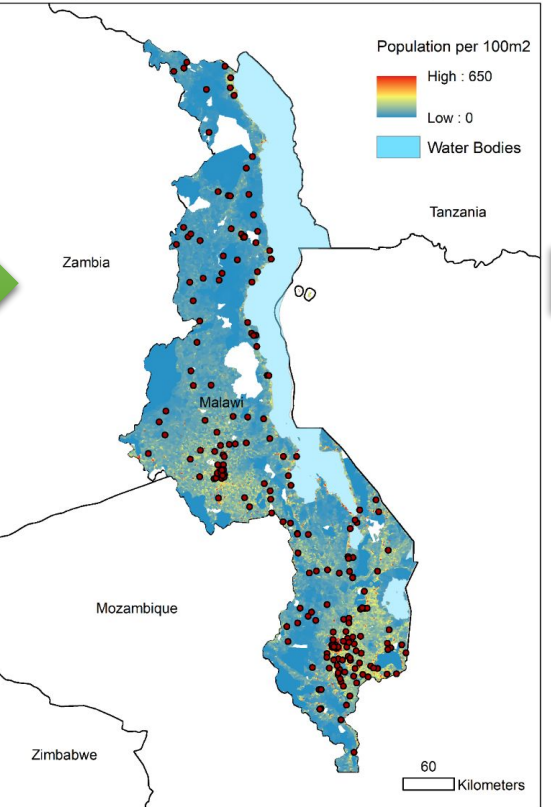 Population per 100m2
High : 650
Low : 0
Water Bodies
Tanzania
Zambia
Malawi
Mozambique
Zimbabwe
60
Kilometers